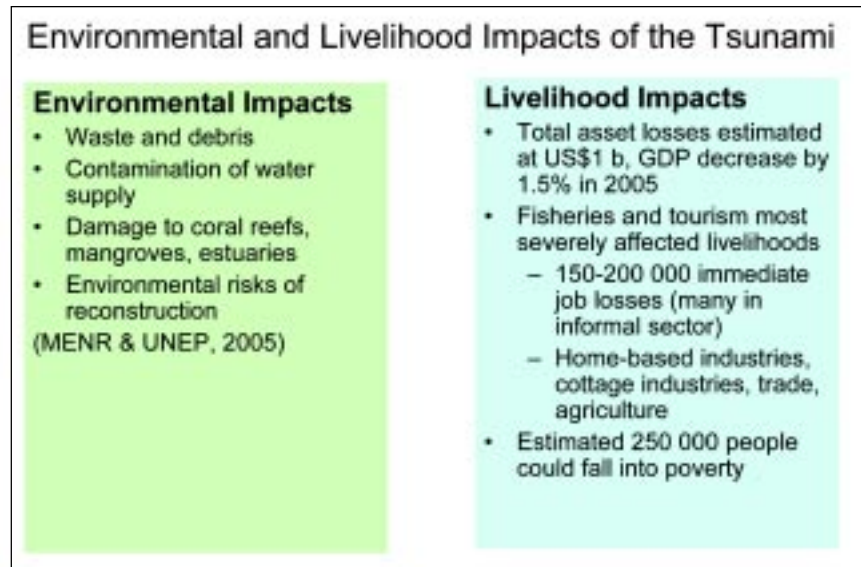 Environmental and Livelihood Impacts of the Tsunami
Environmental Impacts
• Waste and debris
• Contamination of water
supply
• Damage to coral reefs,
mangroves, estuaries
• Environmental risks of
reconstruction
(MENR & UNEP, 2005)
Livelihood Impacts
• Total asset losses estimated
at US$1 b, GDP decrease by
1.5% in 2005
• Fisheries and tourism most
severely affected livelihoods
– 150-200 000 immediate
job losses (many in
informal sector)
– Home-based industries,
cottage industries, trade,
agriculture
• Estimated 250 000 people
could fall into poverty